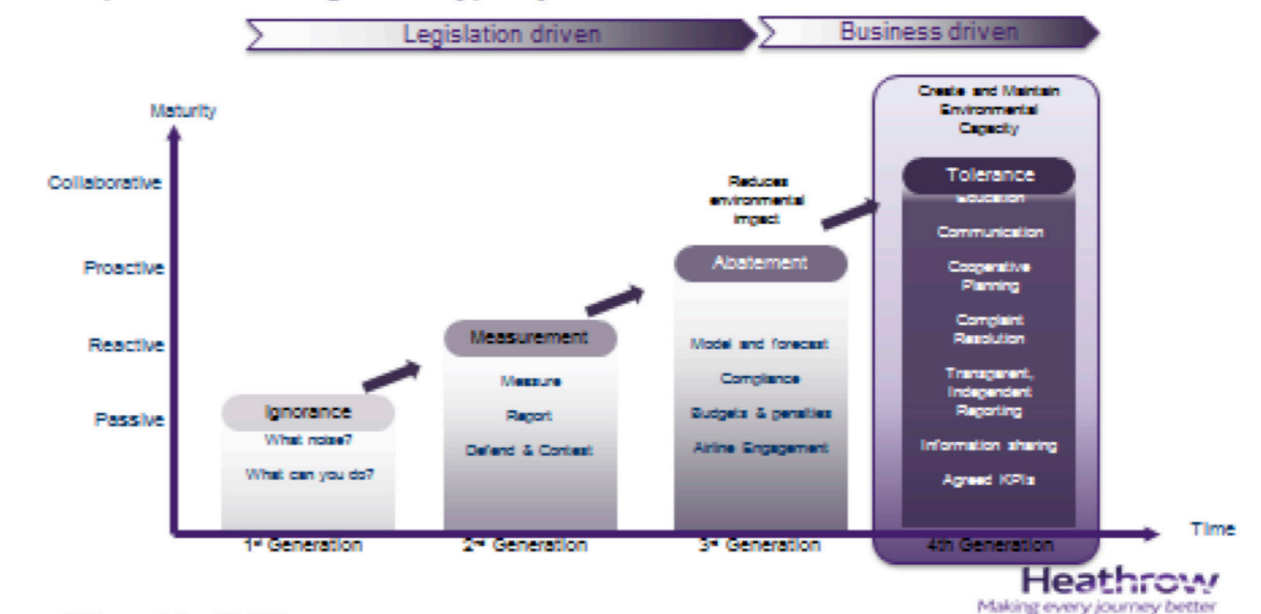 Legislation driven
Business driven
Maturity
Collaborative
Proactive
Reactive
Passive
Ignorance
What noise?
What can you do?
1st Generation
Measurement
Measure
Report
Defend & Contest
2nd Generation
Reduces
environmental
impact
Abatement
Model and forecast
Compliance
Budgets & penalties
Airline Engagement
3rd Generation
Create and Maintain
Environmental
Capacity
Tolerance
Education
Communication
Cooperative
Planning
Complaint
Resolution
Transparent,
Independent
Reporting
Information sharing
Agreed KPIs
4th Generation
Time
Heathrow
Making every journey better